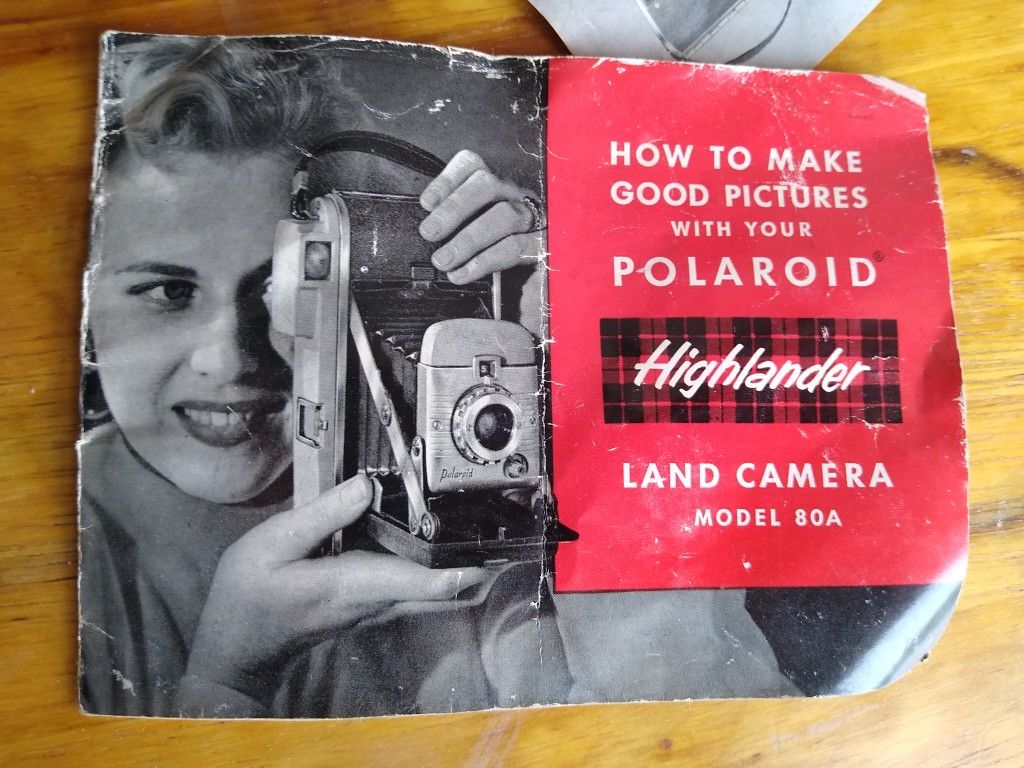 HOW TO MAKE
GOOD PICTURES
WITH YOUR
POLAROID®
Highlander
LAND CAMERA
MODEL 80A
Polaroid